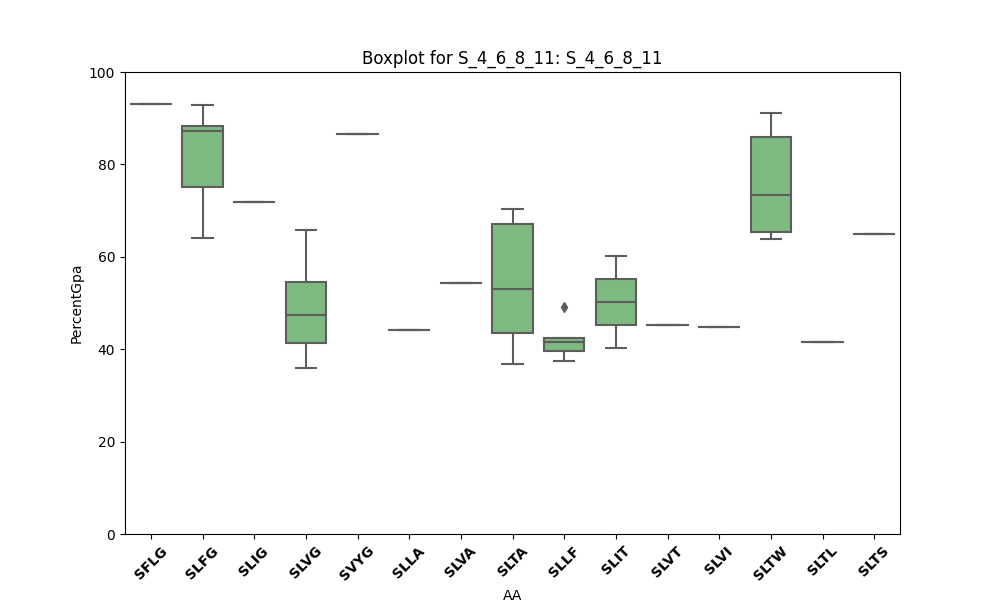 Boxplot for S_4_6_8_11: S_4_6_8_11
100
80
60
40
20
0
PercentGpa
SFLG
SLFG
SLIG
SLVG
SVYG
SLLA
SLVA
SLTA
SLLF
SLIT
SLVT
SLVI
SLTW
SLTL
SLTS
AA